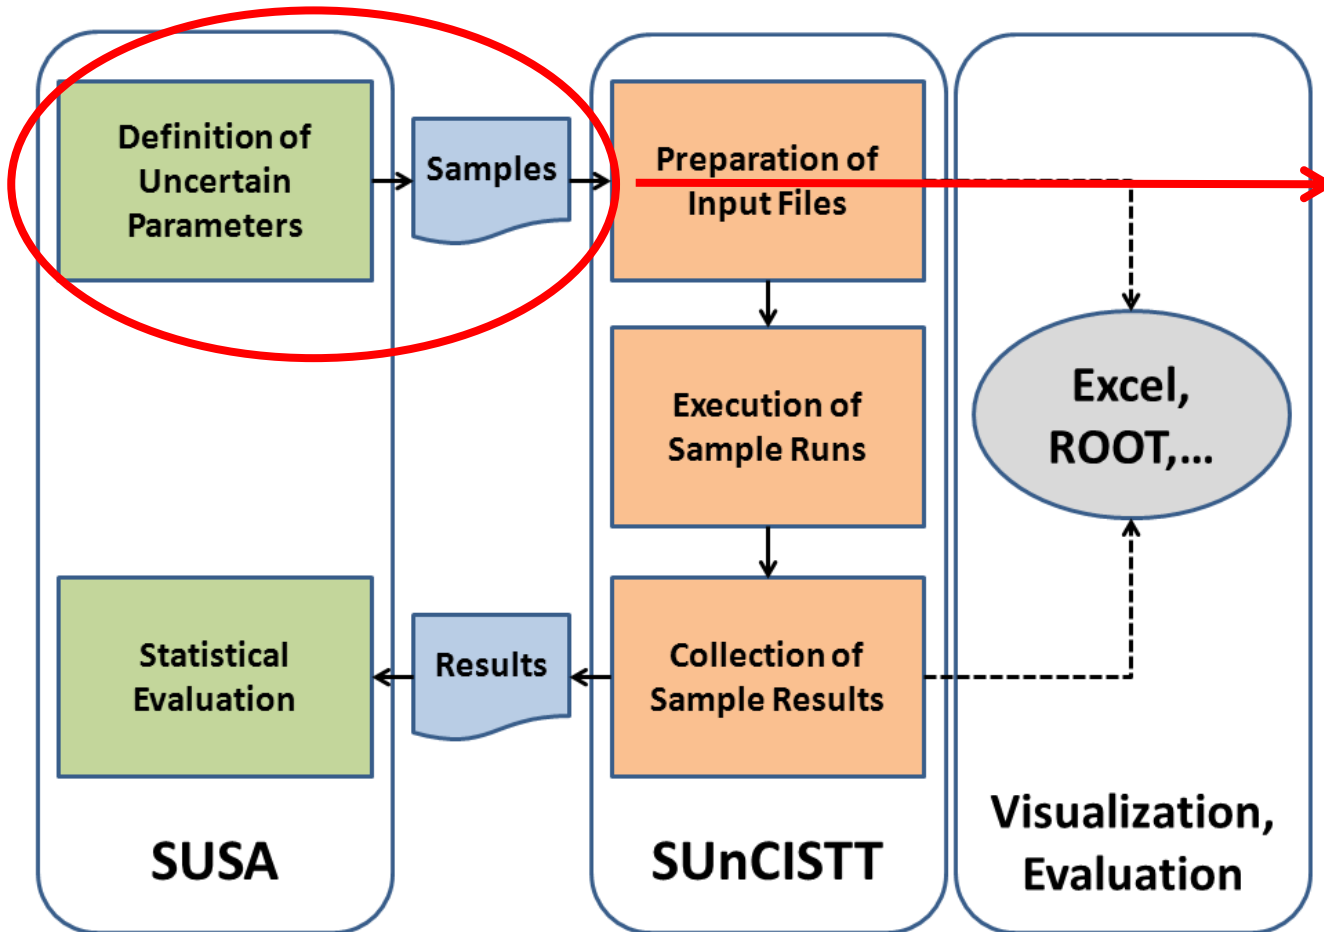 Definition of
Uncertain
Parameters
Samples
Preparation of
Input Files
Execution of
Sample Runs
Excel,
ROOT,...
Statistical
Evaluation
Results
Collection of
Sample Results
SUSA
SUnCISTT
Visualization,
Evaluation